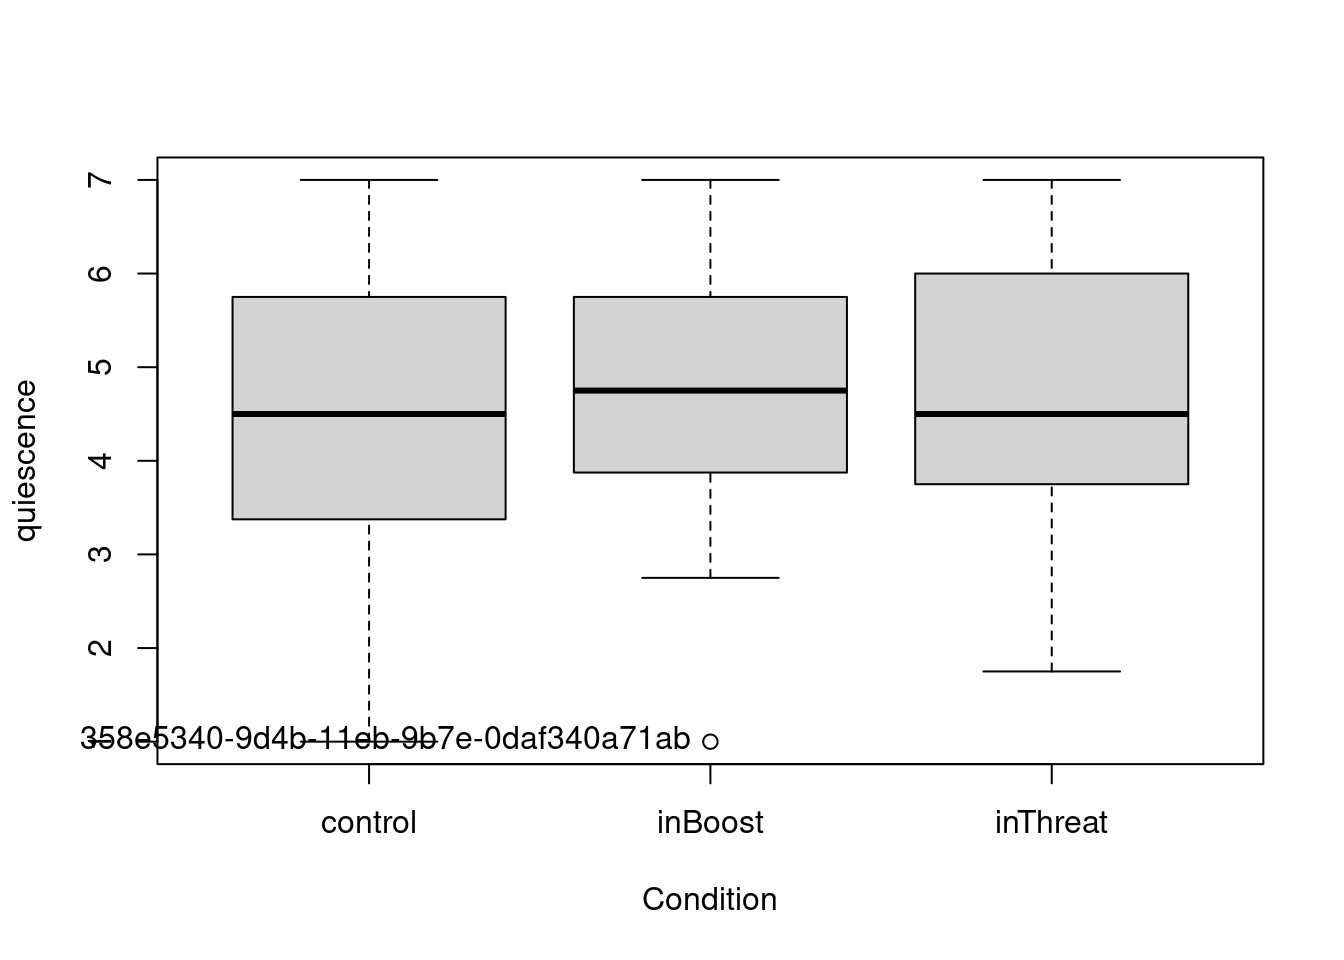 7
6
5
4
3
2
quiescence
358e5340-9d4b-11eb-9b7e-0daf340a71ab
control inBoost inThreat
Condition